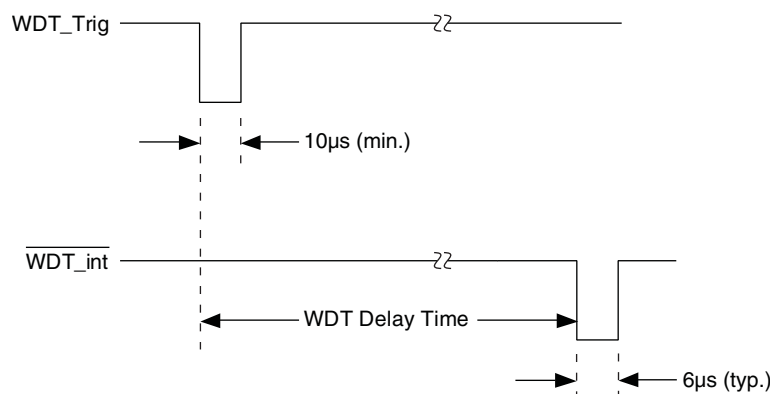 WDT_Trig
10µs (min.)
WDT_int
WDT Delay Time
6µs (typ.)